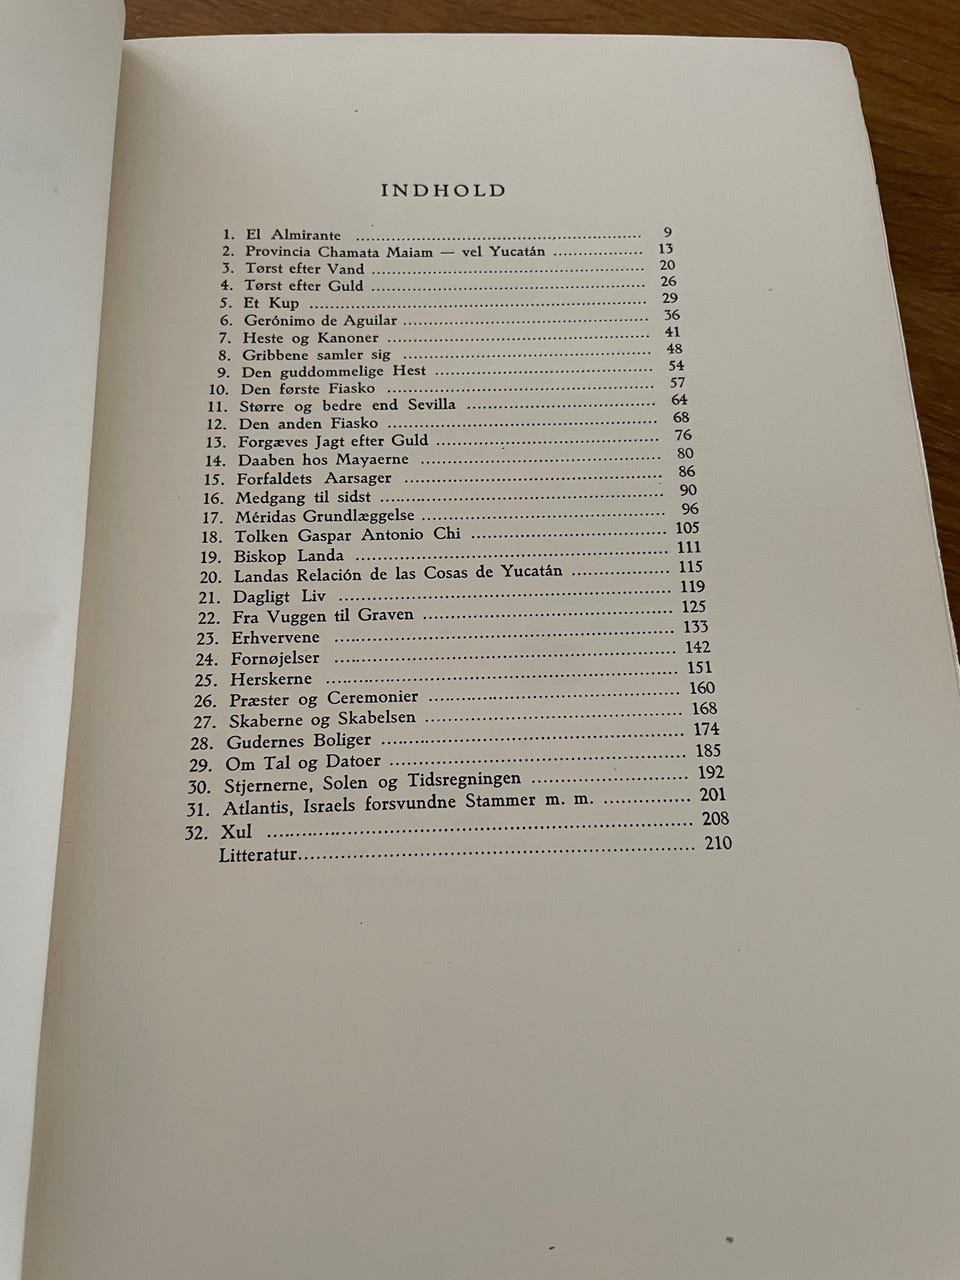 INDHOLD
1. El Almirante ........ 9
2. Provincia Chamata Maiam — vel Yucatán ........ 13
3. Tørst efter Vand ........ 20
4. Tørst efter Guld ........ 26
5. Et Kup ........ 29
6. Gerónimo de Aguilar ........ 36
7. Heste og Kanoner ........ 41
8. Gribbene samler sig ........ 48
9. Den guddommelige Hest ........ 54
10. Den første Fiasko ........ 57
11. Større og bedre end Sevilla ........ 64
12. Den anden Fiasko ........ 68
13. Forgæves Jagt efter Guld ........ 76
14. Daaben hos Mayaerne ........ 80
15. Forfaldets Aarsager ........ 86
16. Medgang til sidst ........ 90
17. Méridas Grundlæggelse ........ 96
18. Tolken Gaspar Antonio Chi ........ 105
19. Biskop Landa ........ 111
20. Landas Relación de las Cosas de Yucatán ........ 115
21. Dagligt Liv ........ 119
22. Fra Vuggen til Graven ........ 125
23. Erhvervene ........ 133
24. Fornøjelser ........ 142
25. Herskerne ........ 151
26. Præster og Ceremonier ........ 160
27. Skaberne og Skabelsen ........ 168
28. Gudernes Boliger ........ 174
29. Om Tal og Datoer ........ 185
30. Stjernerne, Solen og Tidsregningen ........ 192
31. Atlantis, Israels forsvundne Stammer m. m. ........ 201
32. Xul ........ 208
Litteratur........ 210